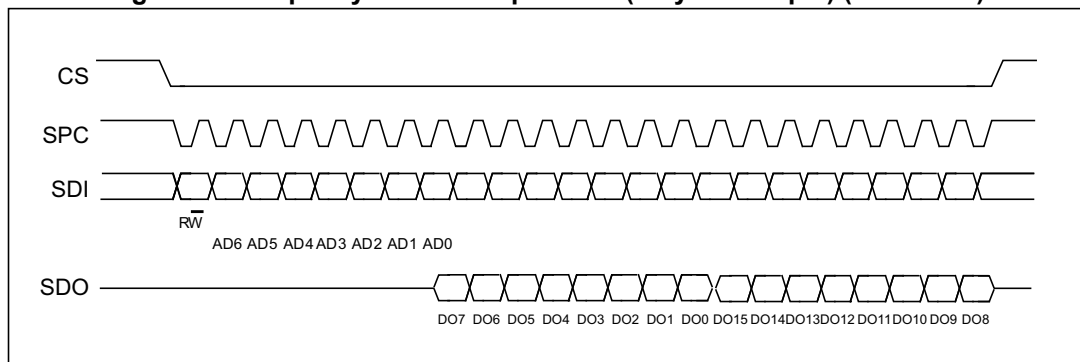 CS
SPC
SDI
RW
AD6 AD5 AD4 AD3 AD2 AD1 AD0
SDO
DO7 DO6 DO5 DO4 DO3 DO2 DO1 DO0 DO15 DO14 DO13 DO12 DO11 DO10 DO9 DO8